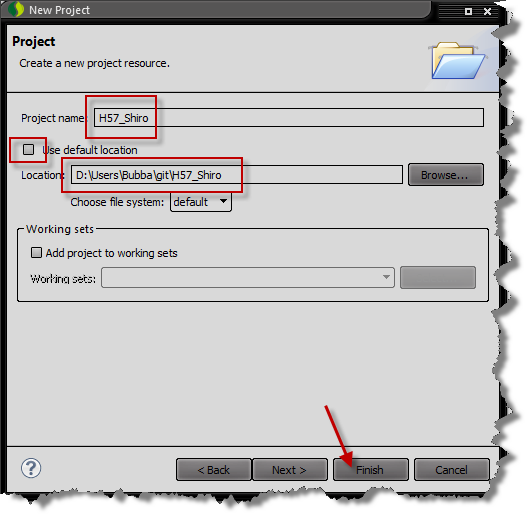 New Project
Project
Create a new project resource.
Project name: H57_Shiro
Use default location
Location: D:\Users\Bubba\git\H57_Shiro Browse...
Choose file system: default
Working sets
Add project to working sets
Working sets:
? < Back Next > Finish Cancel